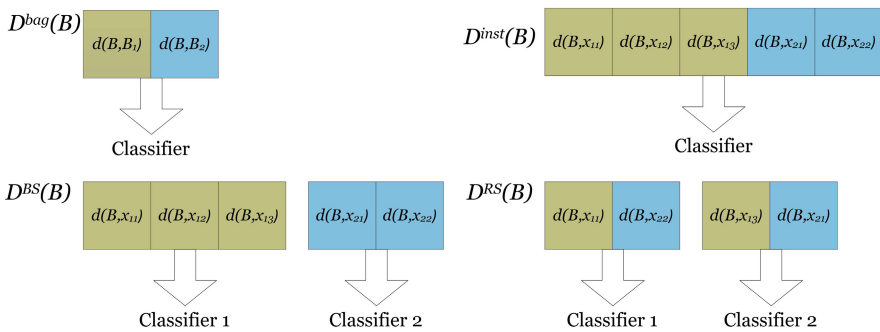 D^bag(B) d(B,B₁) d(B,B₂)
Classifier
D^inst(B) d(B,x₁₁) d(B,x₁₂) d(B,x₁₃) d(B,x₂₁) d(B,x₂₂)
Classifier
D^BS(B) d(B,x₁₁) d(B,x₁₂) d(B,x₁₃) d(B,x₂₁) d(B,x₂₂)
Classifier 1 Classifier 2
D^RS(B) d(B,x₁₁) d(B,x₂₂) d(B,x₁₃) d(B,x₂₁)
Classifier 1 Classifier 2